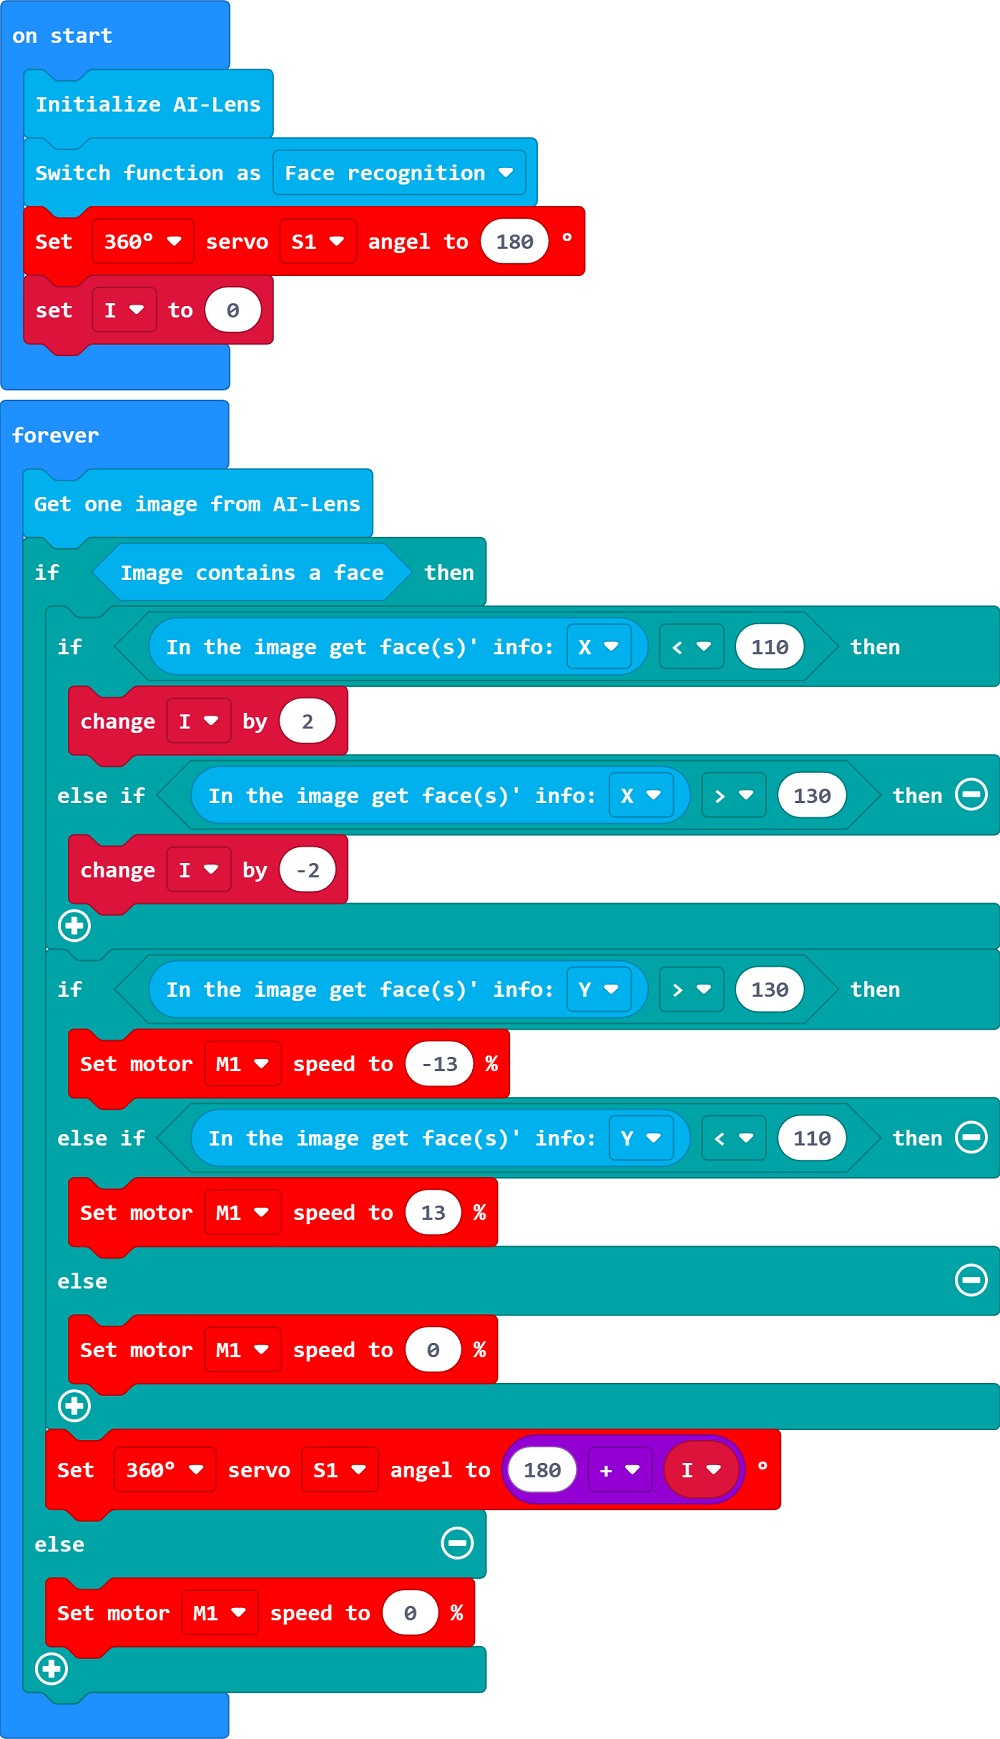 on start
Initialize AI-Lens
Switch function as Face recognition
Set 360° servo S1 angel to 180 °
set I to 0
forever
Get one image from AI-Lens
if Image contains a face then
if In the image get face(s)' info: X < 110 then
change I by 2
else if In the image get face(s)' info: X > 130 then
change I by -2
if In the image get face(s)' info: Y > 130 then
Set motor M1 speed to -13 %
else if In the image get face(s)' info: Y < 110 then
Set motor M1 speed to 13 %
else
Set motor M1 speed to 0 %
Set 360° servo S1 angel to 180 + I °
else
Set motor M1 speed to 0 %